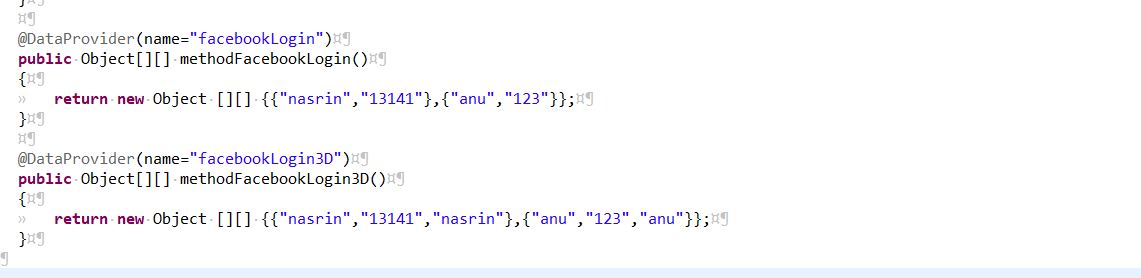 }¤¶
¤¶
@DataProvider(name="facebookLogin")¤¶
public·Object[][]·methodFacebookLogin()¤¶
{¤¶
»   return·new·Object·[][]·{{"nasrin","13141"},{"anu","123"}};¤¶
}¤¶
¤¶
@DataProvider(name="facebookLogin3D")¤¶
public·Object[][]·methodFacebookLogin3D()¤¶
{¤¶
»   return·new·Object·[][]·{{"nasrin","13141","nasrin"},{"anu","123","anu"}};¤¶
}¤¶
¶